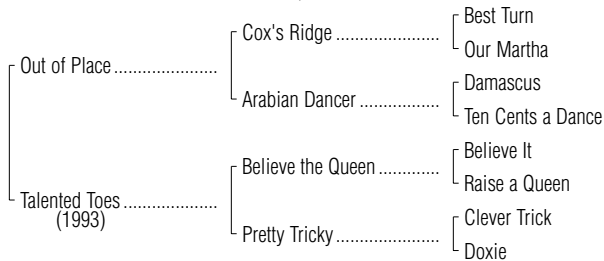 Best Turn
Cox's Ridge ....................
Our Martha
Out of Place ....................
Damascus
Arabian Dancer ................
Ten Cents a Dance
Believe It
Believe the Queen ............
Raise a Queen
Talented Toes ..................
(1993)
Clever Trick
Pretty Tricky ....................
Doxie